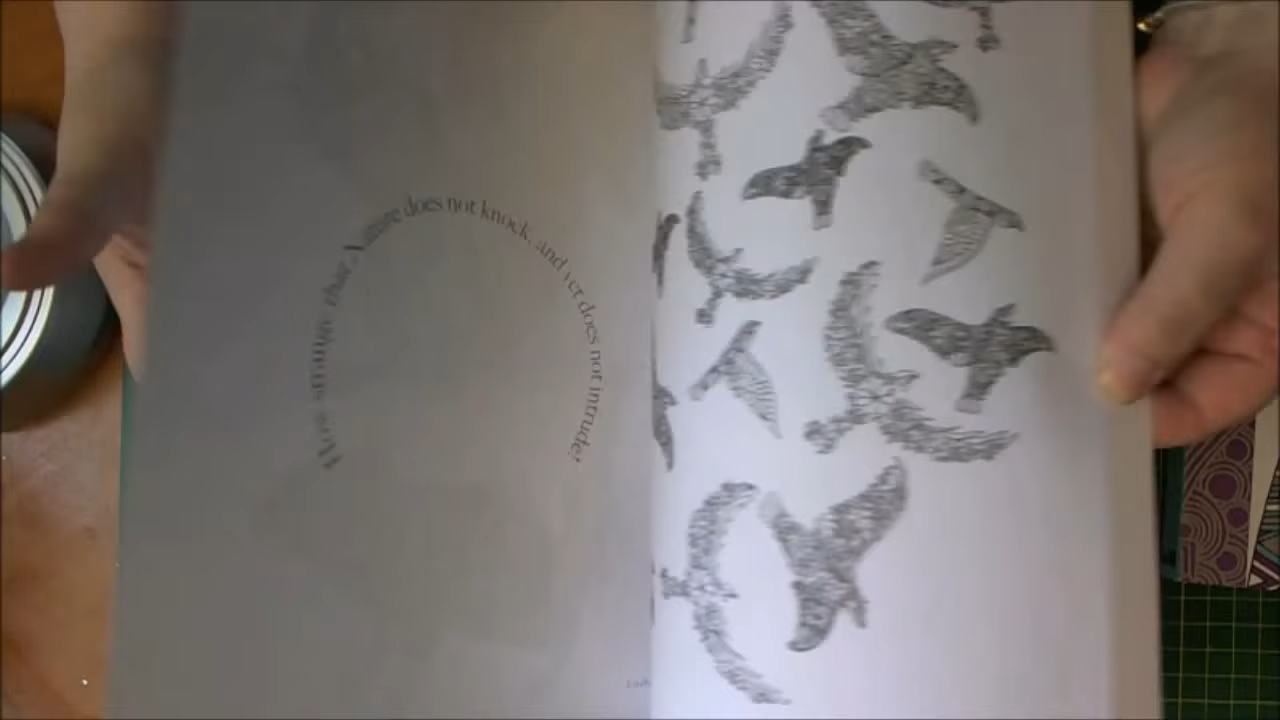 How strange that Nature does not knock, and yet does not intrude!